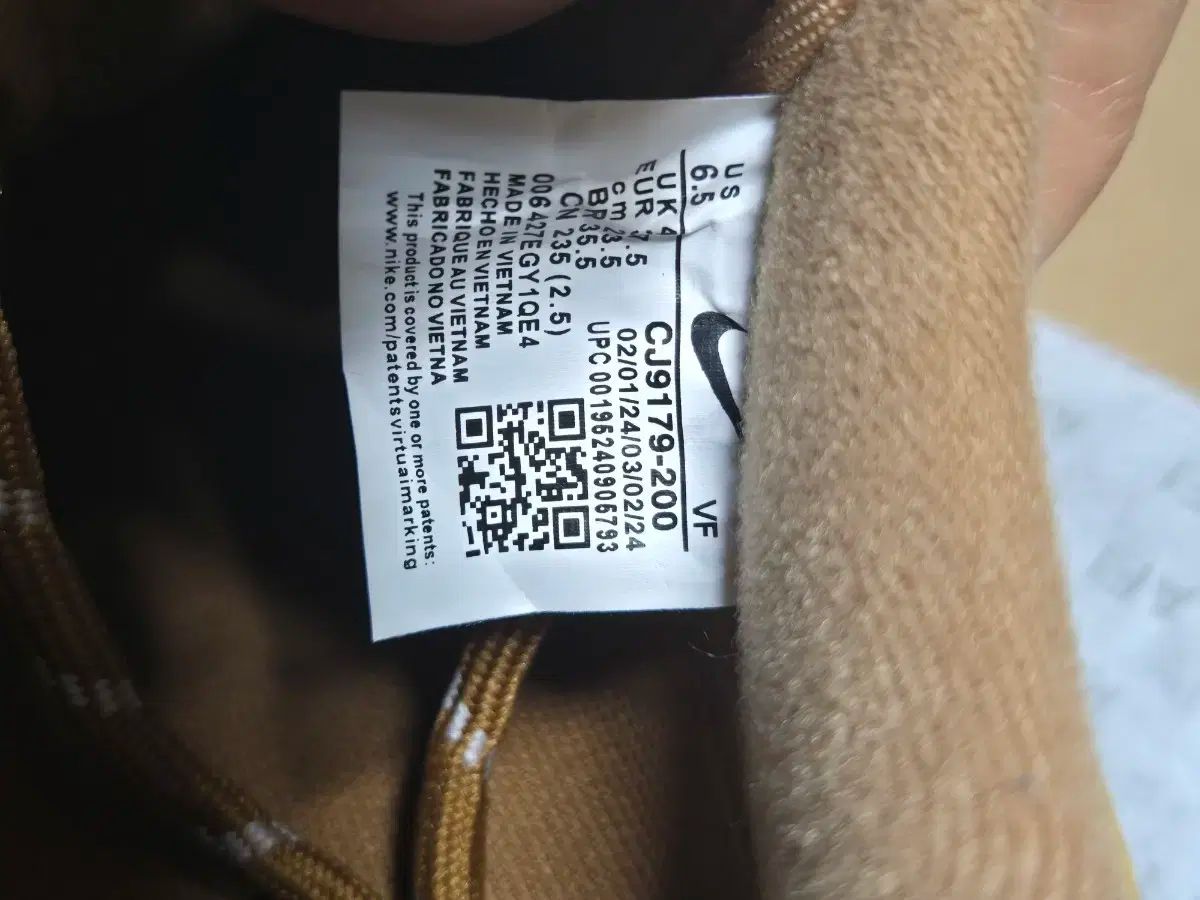 US
6.5
VF
UK 4
EUR 7.5
cm 23.5
BR 35.5
CN 235 (2.5)
CJ9179-200
02/01/24/03/02/24
UPC 00196240906793
006427EGY1QE4
MADE IN VIETNAM
HECHO EN VIETNAM
FABRIQUE AU VIETNAM
FABRICADO NO VIETNA
This product is covered by one or more patents:
www.nike.com/patentsvirtuaimarking